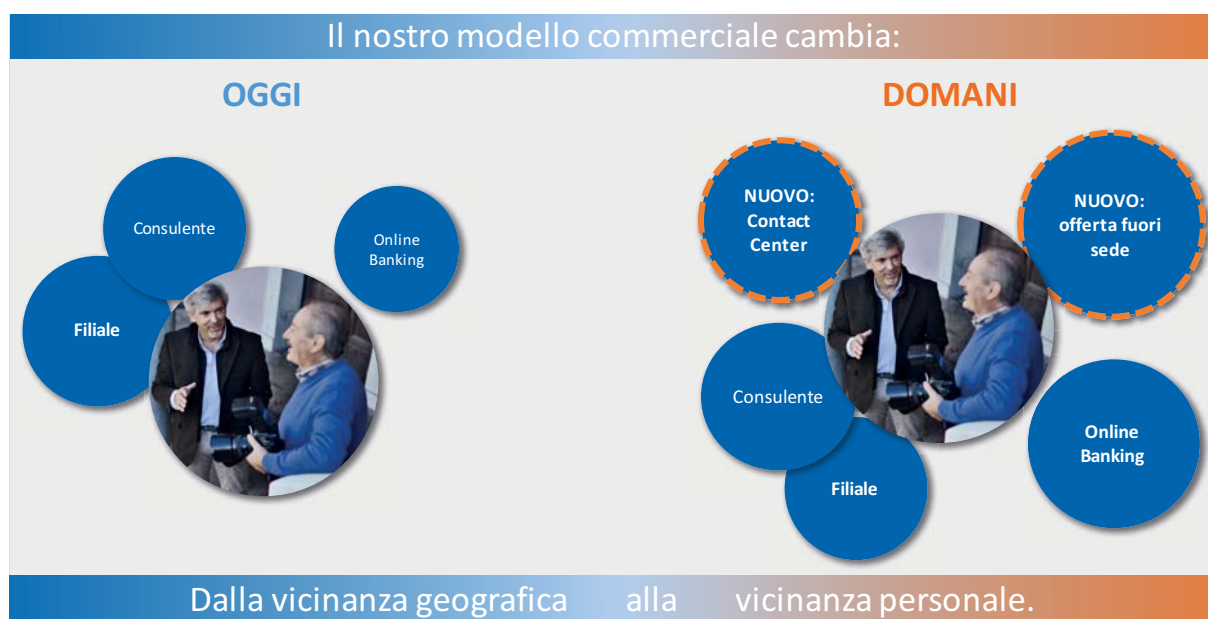 Il nostro modello commerciale cambia:
OGGI
DOMANI
Consulente
Online
Banking
Filiale
NUOVO:
Contact
Center
NUOVO:
offerta fuori
sede
Consulente
Online
Banking
Filiale
Dalla vicinanza geografica alla vicinanza personale.